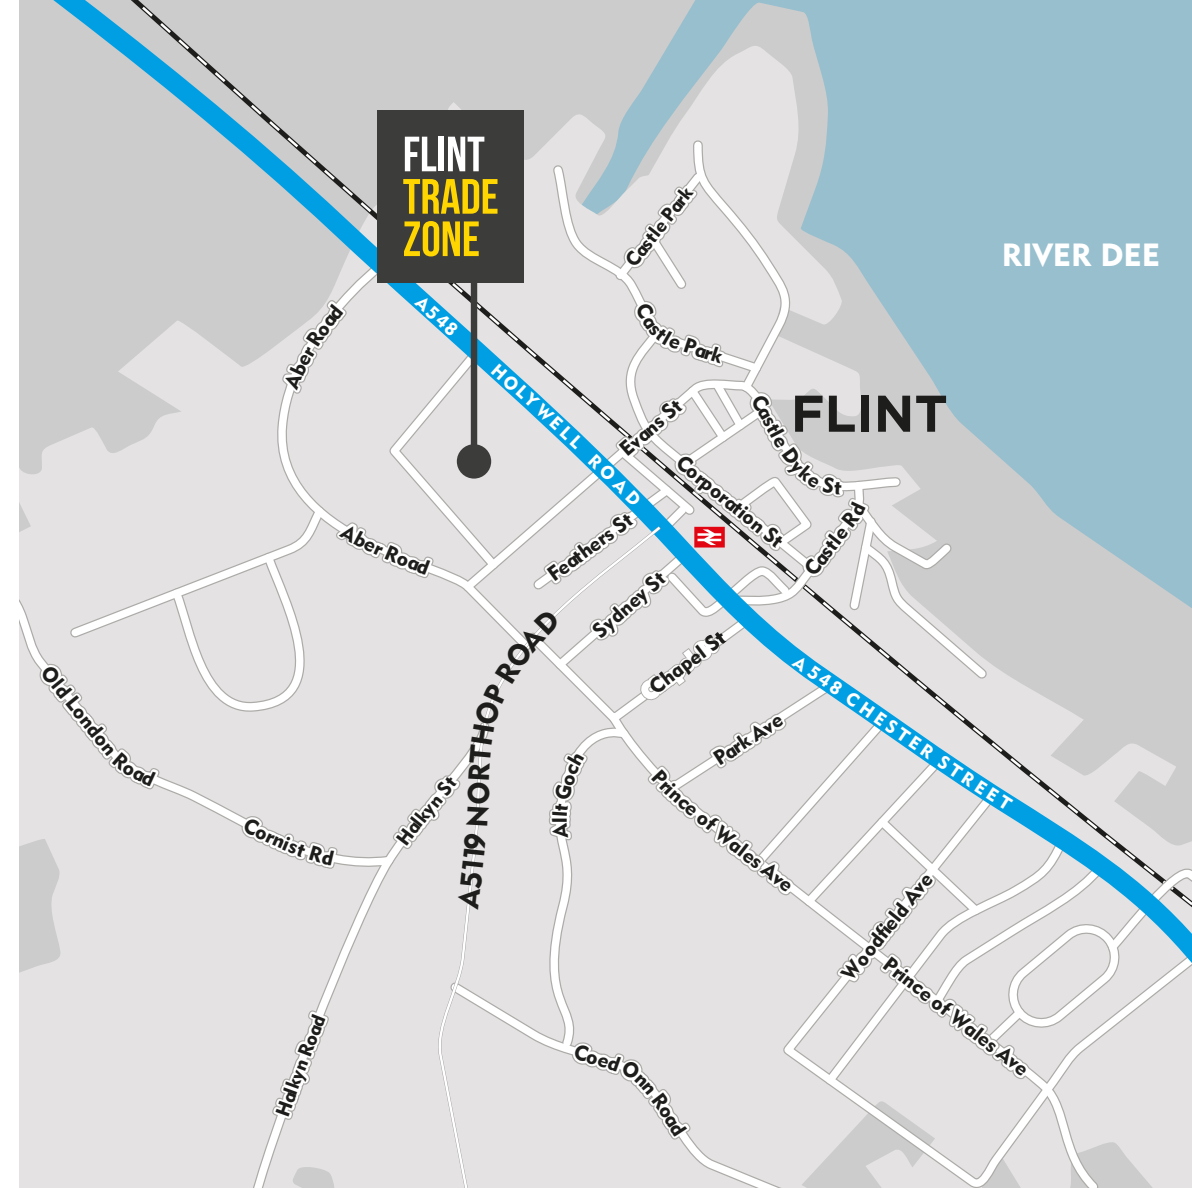 FLINT
TRADE
ZONE
RIVER DEE
Castle Park
Aber Road
A548
Castle Park
HOLYWELL ROAD
FLINT
Evans St
Castle Dyke St
Corporation St
Castle Rd
Feathers St
Aber Road
Sydney St
A5119 NORTHOP ROAD
Chapel St
A548 CHESTER STREET
Old London Road
Park Ave
Allt Goch
Halkyn St
Prince of Wales Ave
Cornist Rd
Woodfield Ave
Prince of Wales Ave
Halkyn Road
Coed Onn Road